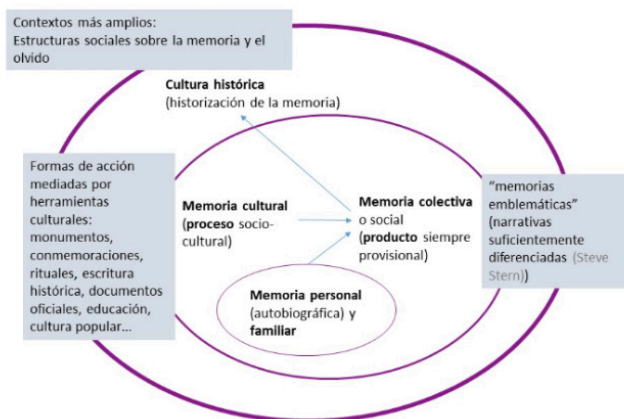 Contextos más amplios:
Estructuras sociales sobre la memoria y el
olvido
Cultura histórica
(historización de la memoria)
Formas de acción
mediadas por
herramientas
culturales:
monumentos,
conmemoraciones,
rituales, escritura
histórica, documentos
oficiales, educación,
cultura popular...
Memoria cultural
(proceso socio-
cultural)
Memoria colectiva
o social
(producto siempre
provisional)
"memorias
emblemáticas"
(narrativas
suficientemente
diferenciadas (Steve
Stern))
Memoria personal
(autobiográfica) y
familiar